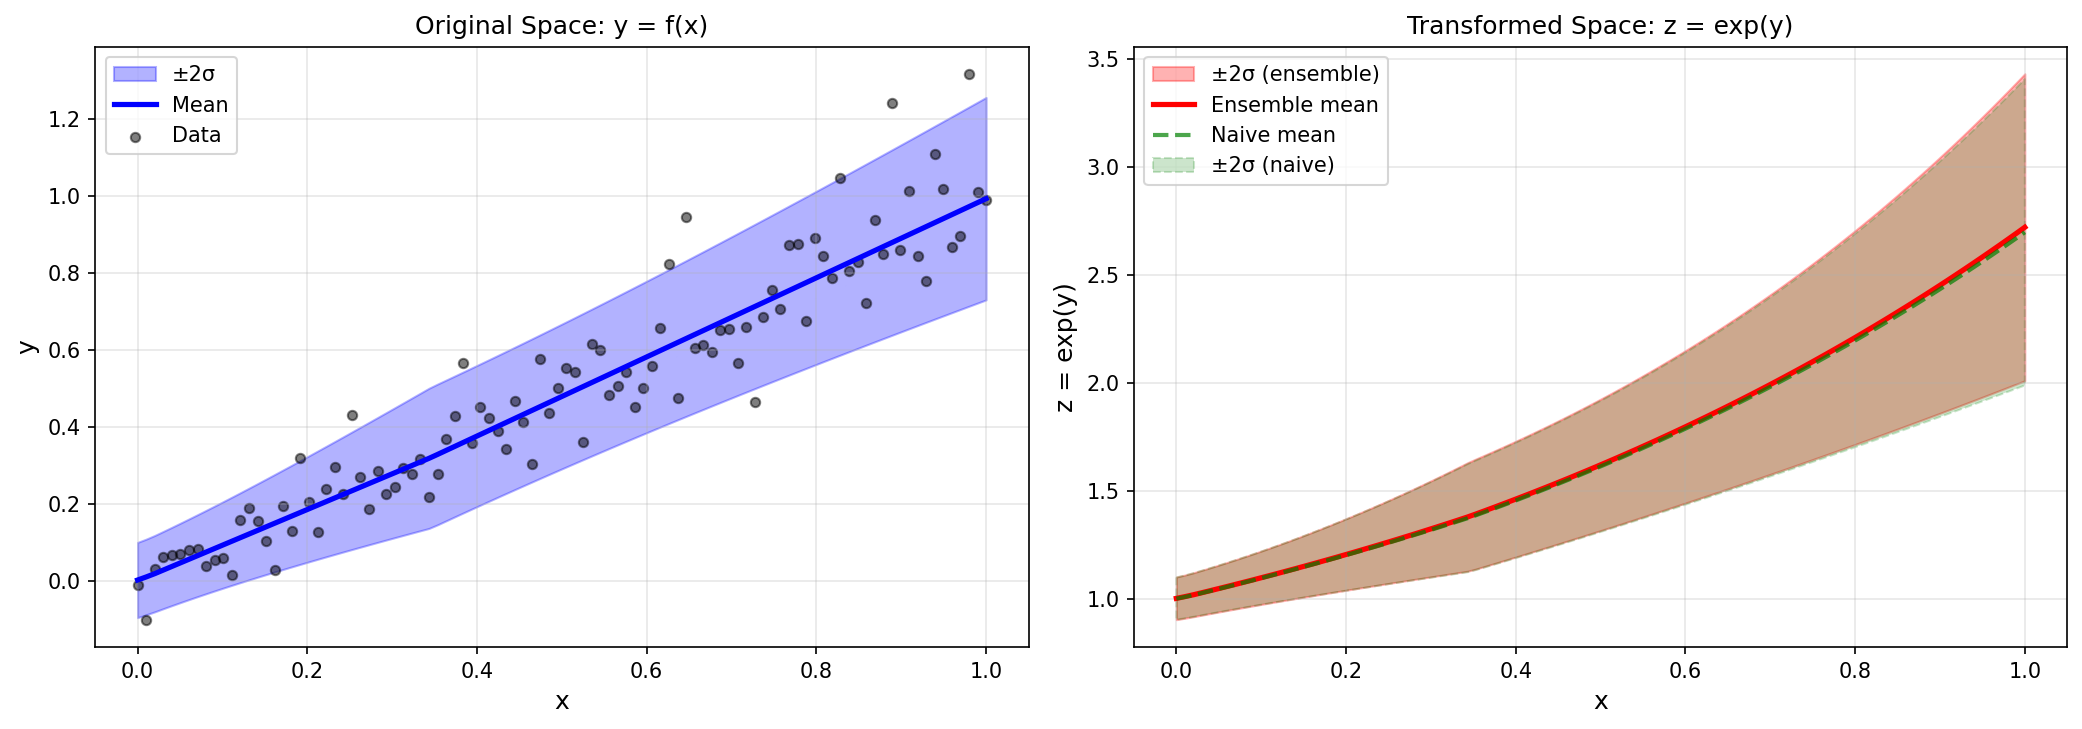 Original Space: y = f(x)
±2σ
Mean
Data
y
1.2
1.0
0.8
0.6
0.4
0.2
0.0
0.0 0.2 0.4 0.6 0.8 1.0
x
Transformed Space: z = exp(y)
±2σ (ensemble)
Ensemble mean
Naive mean
±2σ (naive)
z = exp(y)
3.5
3.0
2.5
2.0
1.5
1.0
0.0 0.2 0.4 0.6 0.8 1.0
x